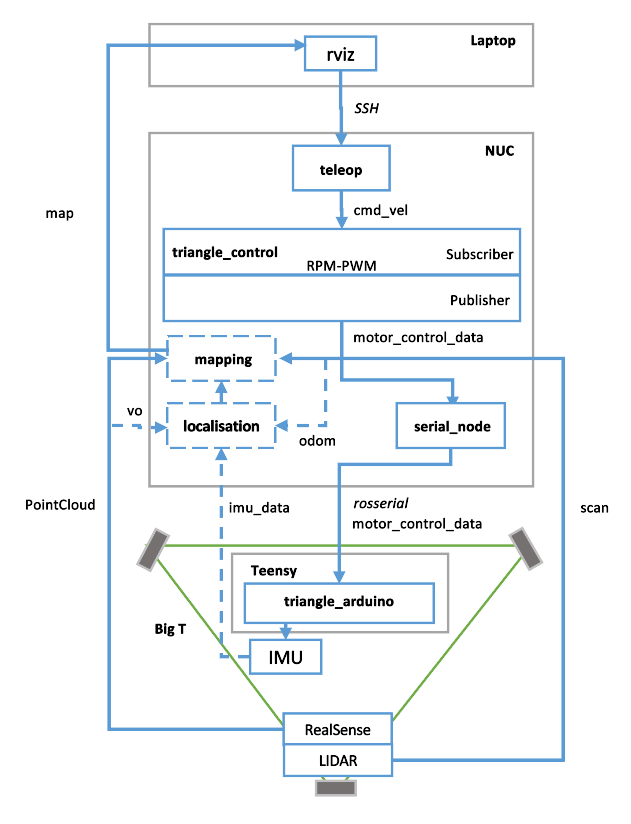 Laptop
rviz
SSH
NUC
teleop
cmd_vel
map
triangle_control
Subscriber
RPM-PWM
Publisher
motor_control_data
mapping
vo
localisation
odom
serial_node
PointCloud
imu_data
rosserial
motor_control_data
scan
Teensy
triangle_arduino
Big T
IMU
RealSense
LIDAR